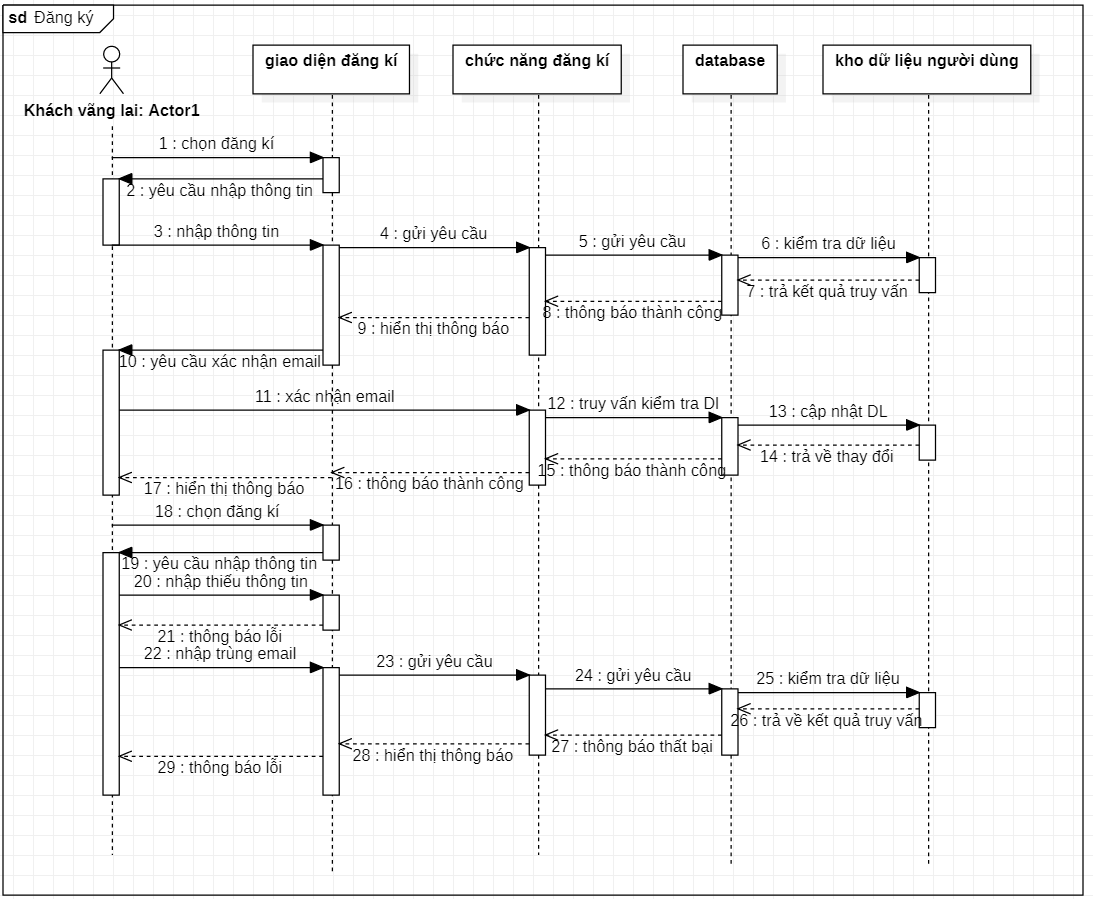 sd Đăng ký
giao diện đăng kí
chức năng đăng kí
database
kho dữ liệu người dùng
Khách vãng lai: Actor1
1 : chọn đăng kí
2 : yêu cầu nhập thông tin
3 : nhập thông tin
4 : gửi yêu cầu
5 : gửi yêu cầu
6 : kiểm tra dữ liệu
7 : trả kết quả truy vấn
8 : thông báo thành công
9 : hiển thị thông báo
10 : yêu cầu xác nhận email
11 : xác nhận email
12 : truy vấn kiểm tra Dl
13 : cập nhật DL
14 : trả về thay đổi
15 : thông báo thành công
16 : thông báo thành công
17 : hiển thị thông báo
18 : chọn đăng kí
19 : yêu cầu nhập thông tin
20 : nhập thiếu thông tin
21 : thông báo lỗi
22 : nhập trùng email
23 : gửi yêu cầu
24 : gửi yêu cầu
25 : kiểm tra dữ liệu
26 : trả về kết quả truy vấn
27 : thông báo thất bại
28 : hiển thị thông báo
29 : thông báo lỗi